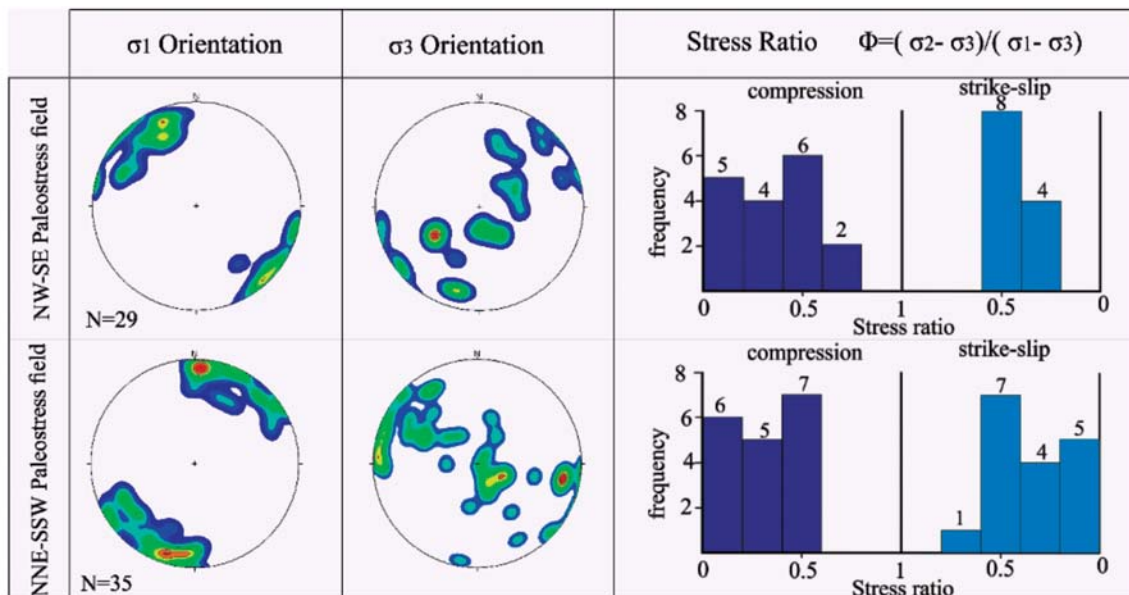 σ1 Orientation
σ3 Orientation
Stress Ratio Φ=( σ2- σ3)/( σ1- σ3)
NW-SE Paleostress field
N
N=29
N
compression
strike-slip
frequency
8
6
4
2
5
4
6
2
8
4
0
0.5
1
0.5
0
Stress ratio
NNE-SSW Paleostress field
N
N=35
N
compression
strike-slip
frequency
8
6
4
2
6
5
7
1
7
4
5
0
0.5
1
0.5
0
Stress ratio